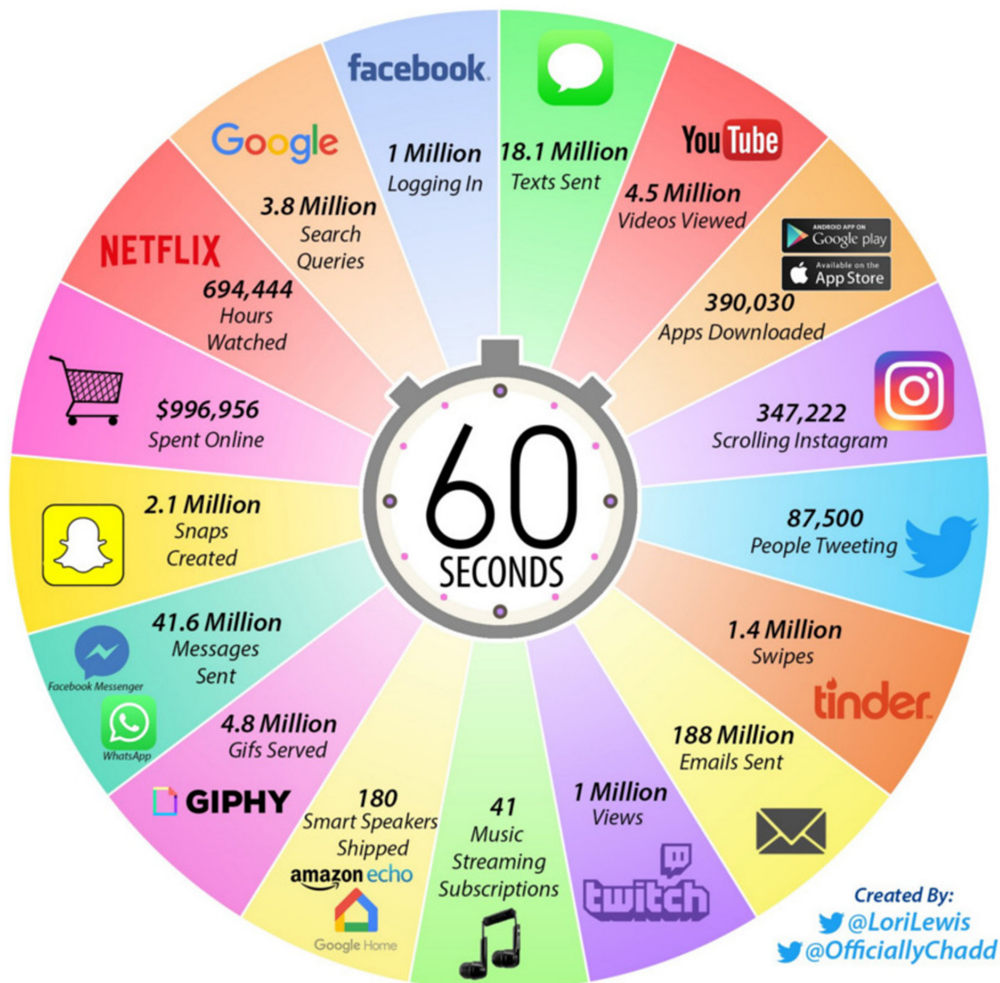 facebook
1 Million
Logging In
18.1 Million
Texts Sent
You Tube
4.5 Million
Videos Viewed
ANDROID APP ON
Google play
Available on the
App Store
390,030
Apps Downloaded
347,222
Scrolling Instagram
87,500
People Tweeting
1.4 Million
Swipes
tinder
188 Million
Emails Sent
1 Million
Views
twitch
41
Music
Streaming
Subscriptions
180
Smart Speakers
Shipped
amazon echo
Google Home
4.8 Million
Gifs Served
GIPHY
41.6 Million
Messages
Sent
Facebook Messenger
WhatsApp
2.1 Million
Snaps
Created
$996,956
Spent Online
NETFLIX
694,444
Hours
Watched
Google
3.8 Million
Search
Queries
60
SECONDS
Created By:
@LoriLewis
@OfficiallyChadd